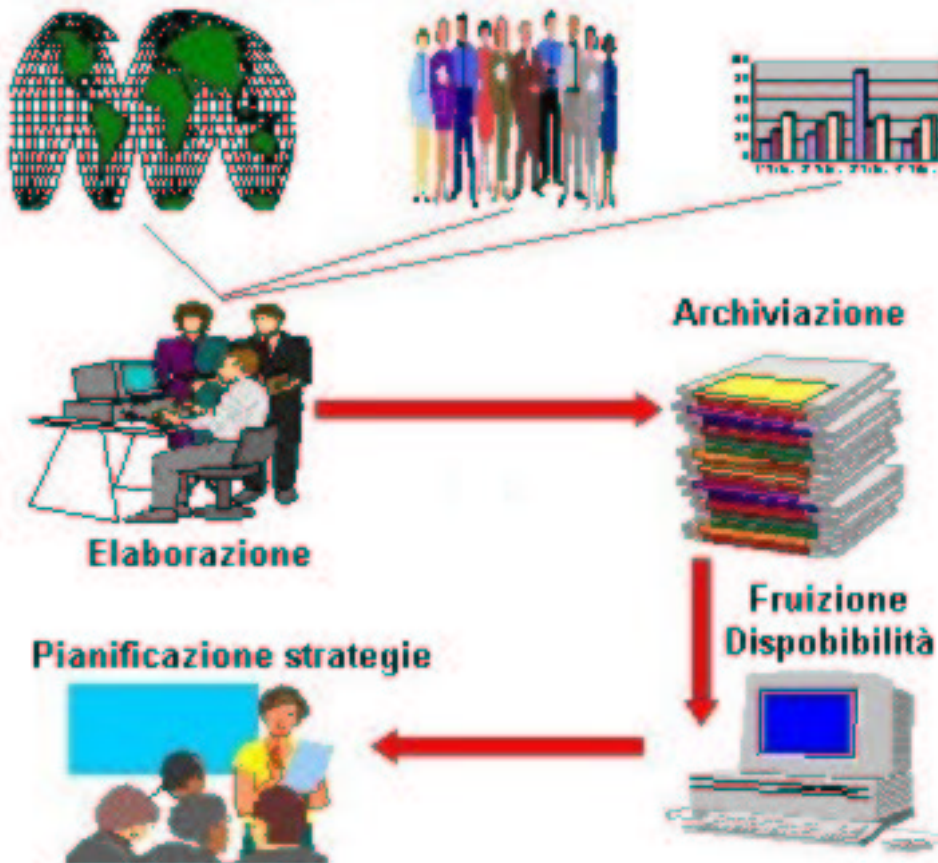 Archiviazione
Elaborazione
Fruizione
Dispobibilità
Pianificazione strategie